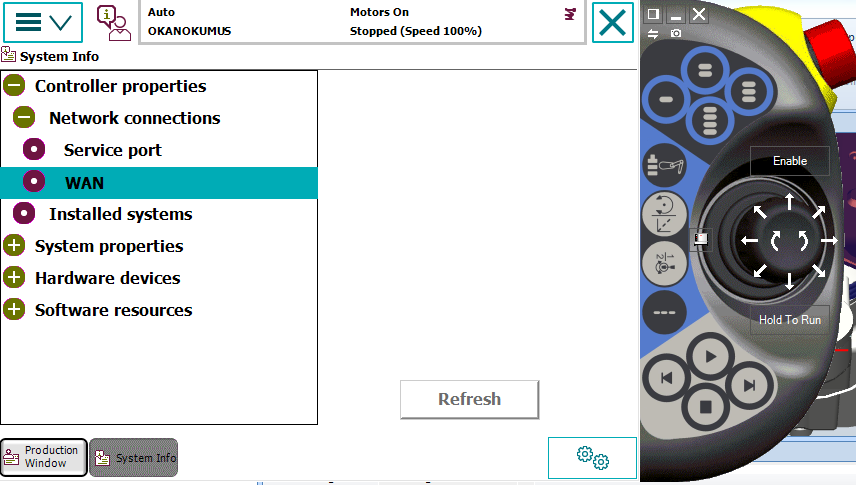 Auto
Motors On
OKANOKUMUS
Stopped (Speed 100%)
System Info
Controller properties
Network connections
Service port
WAN
Installed systems
System properties
Hardware devices
Software resources
Refresh
Production
Window
System Info
Enable
Hold To Run